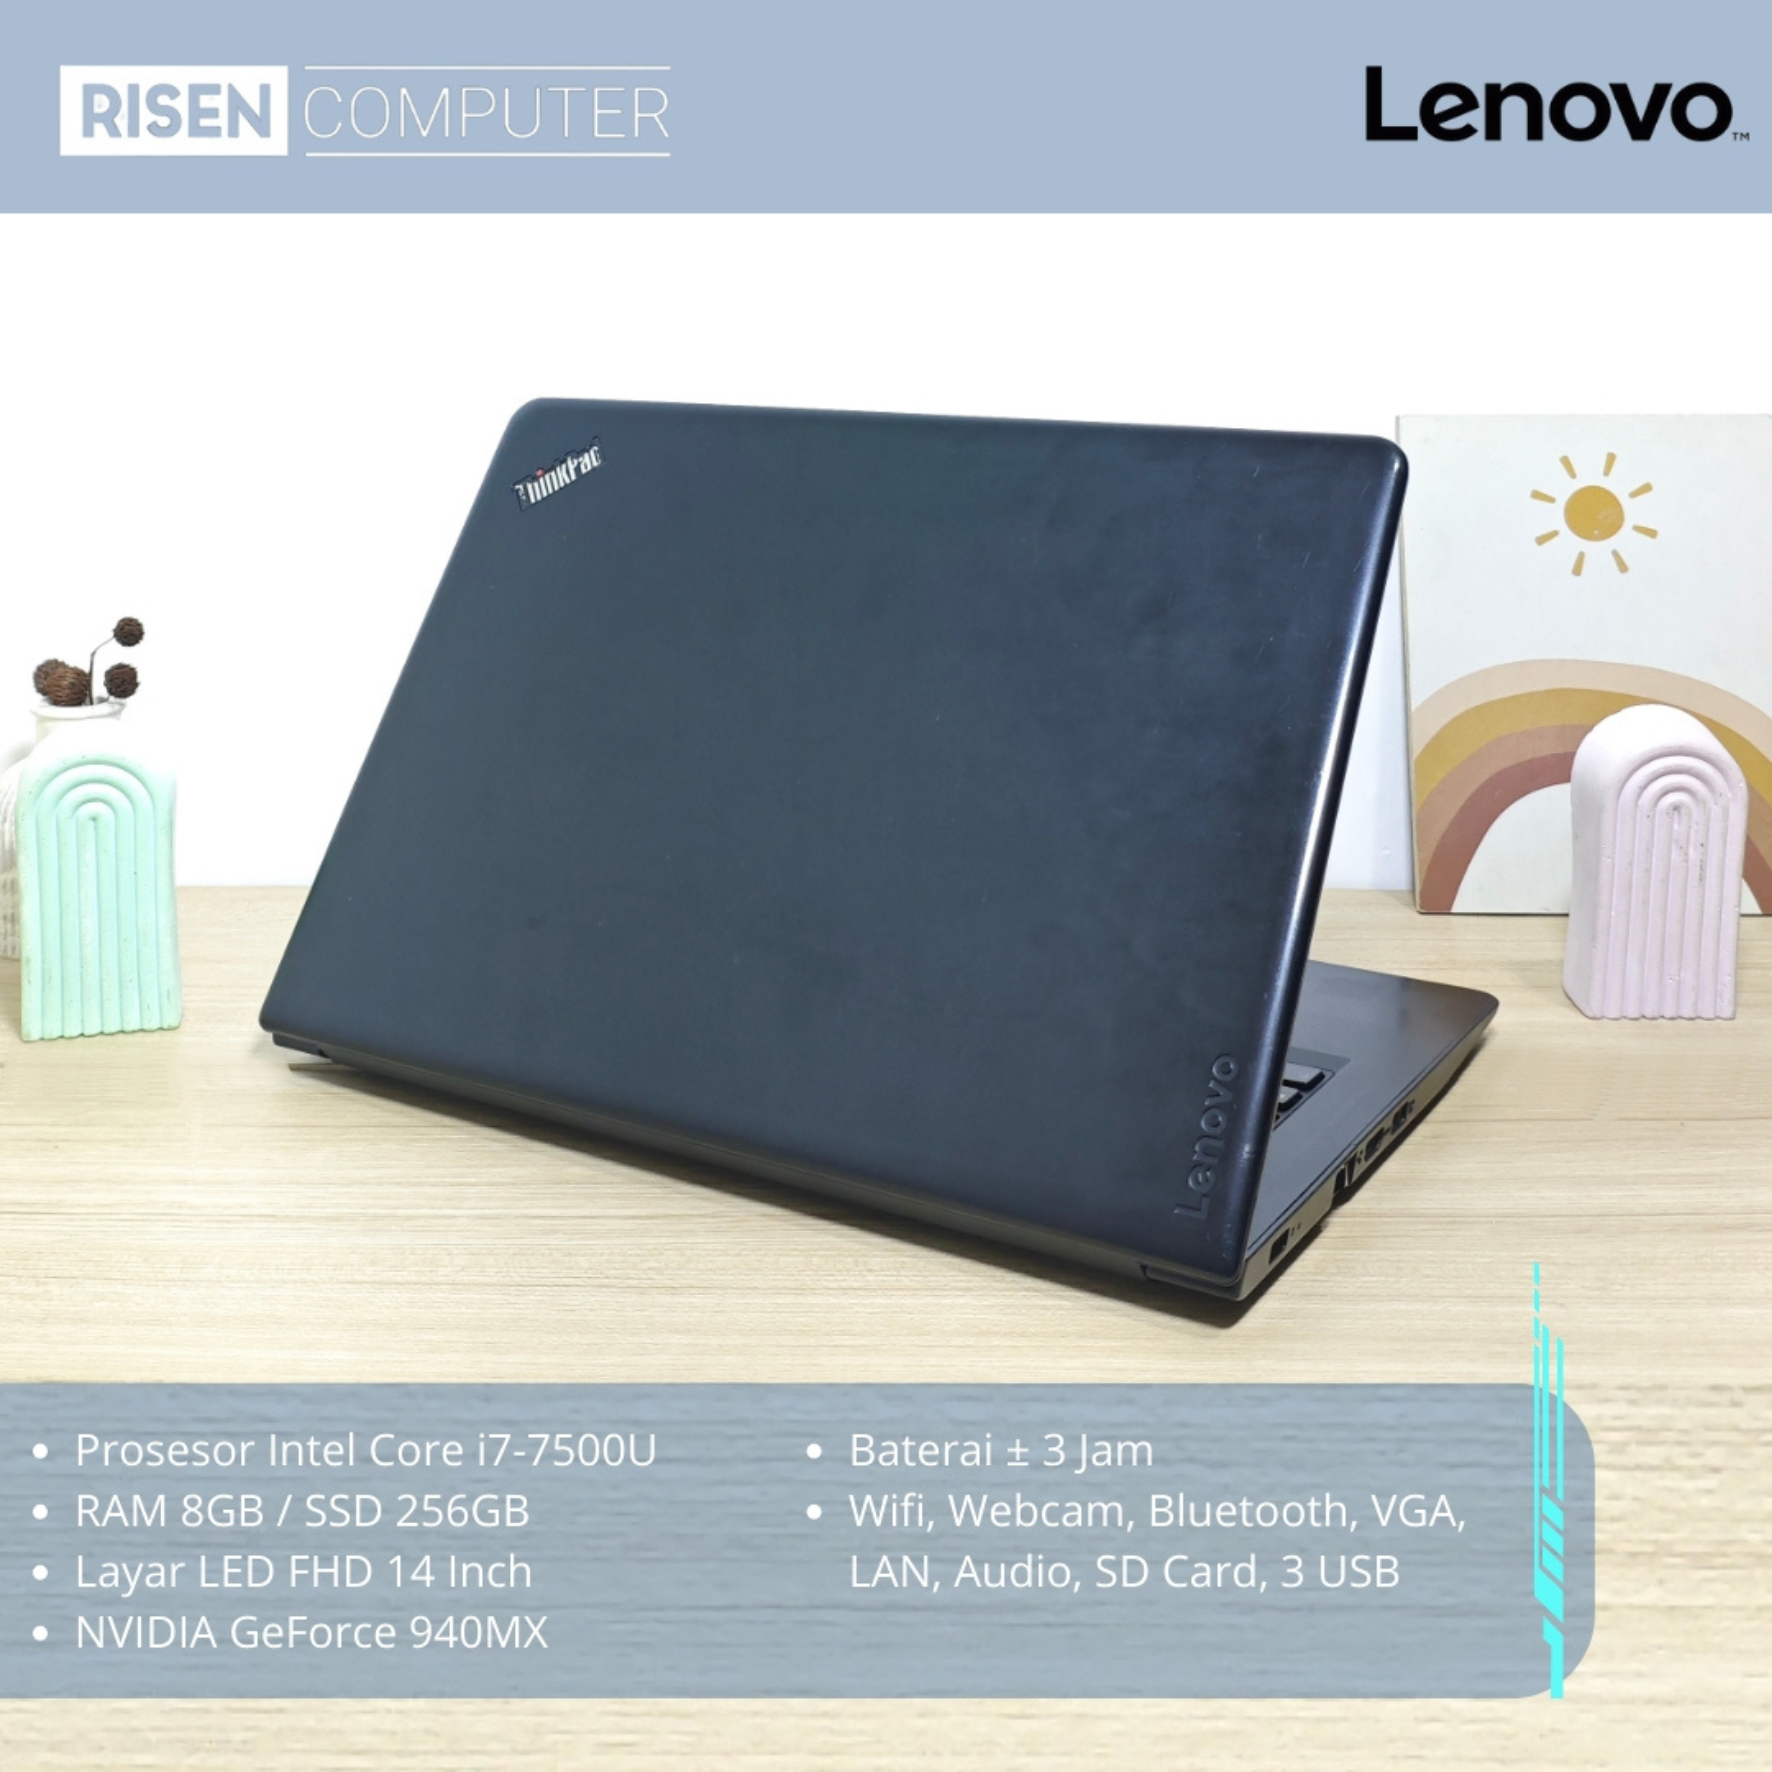 RISEN COMPUTER
Lenovo™
ThinkPad
Lenovo
• Prosesor Intel Core i7-7500U
• RAM 8GB / SSD 256GB
• Layar LED FHD 14 Inch
• NVIDIA GeForce 940MX
• Baterai ± 3 Jam
• Wifi, Webcam, Bluetooth, VGA,
LAN, Audio, SD Card, 3 USB